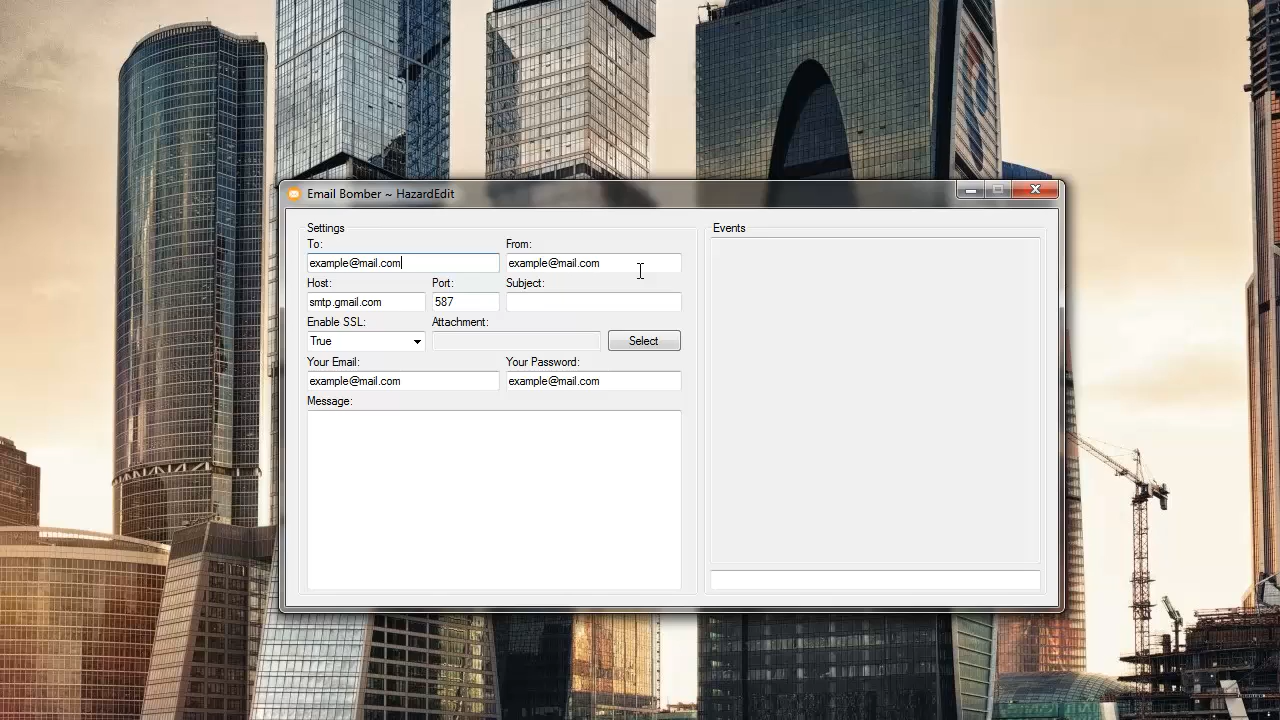 Email Bomber ~ HazardEdit
Settings
To:
From:
example@mail.com
example@mail.com
Host:
Port:
Subject:
smtp.gmail.com
587
Enable SSL:
Attachment:
True
Select
Your Email:
Your Password:
example@mail.com
example@mail.com
Message:
Events